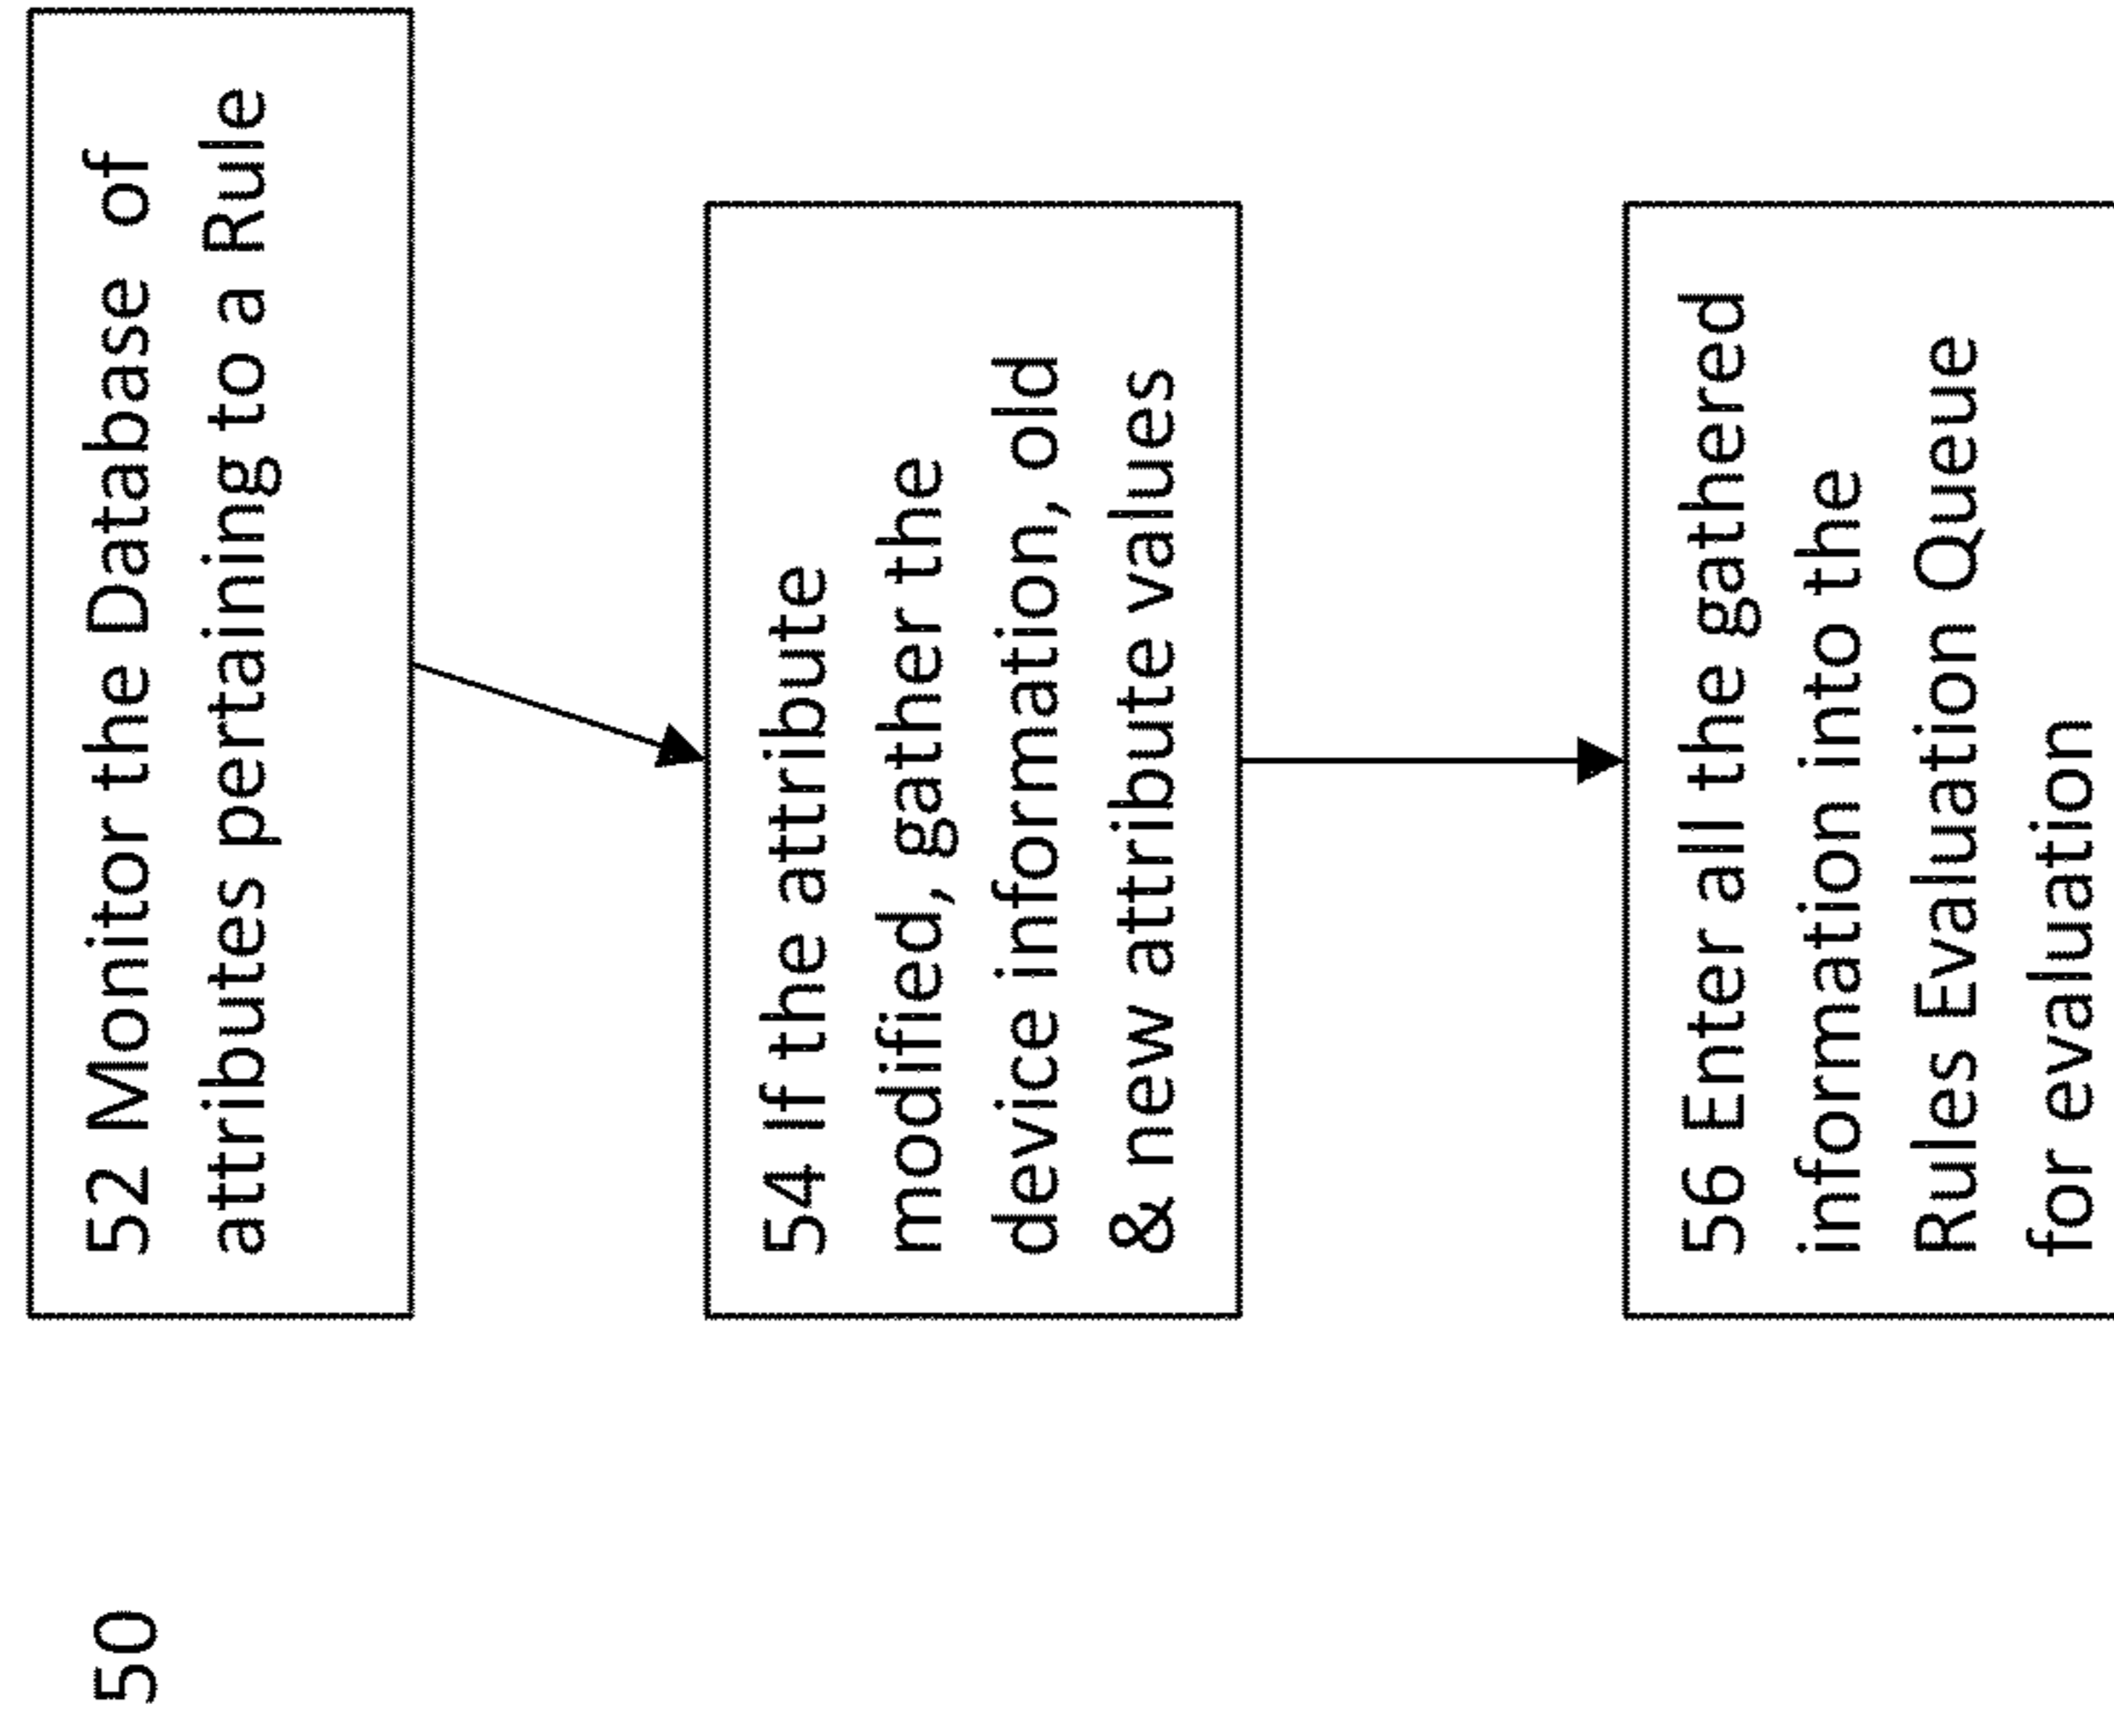 50
52 Monitor the Database of
attributes pertaining to a Rule
54 If the attribute
modified, gather the
device information, old
& new attribute values
56 Enter all the gathered
information into the
Rules Evaluation Queue
for evaluation